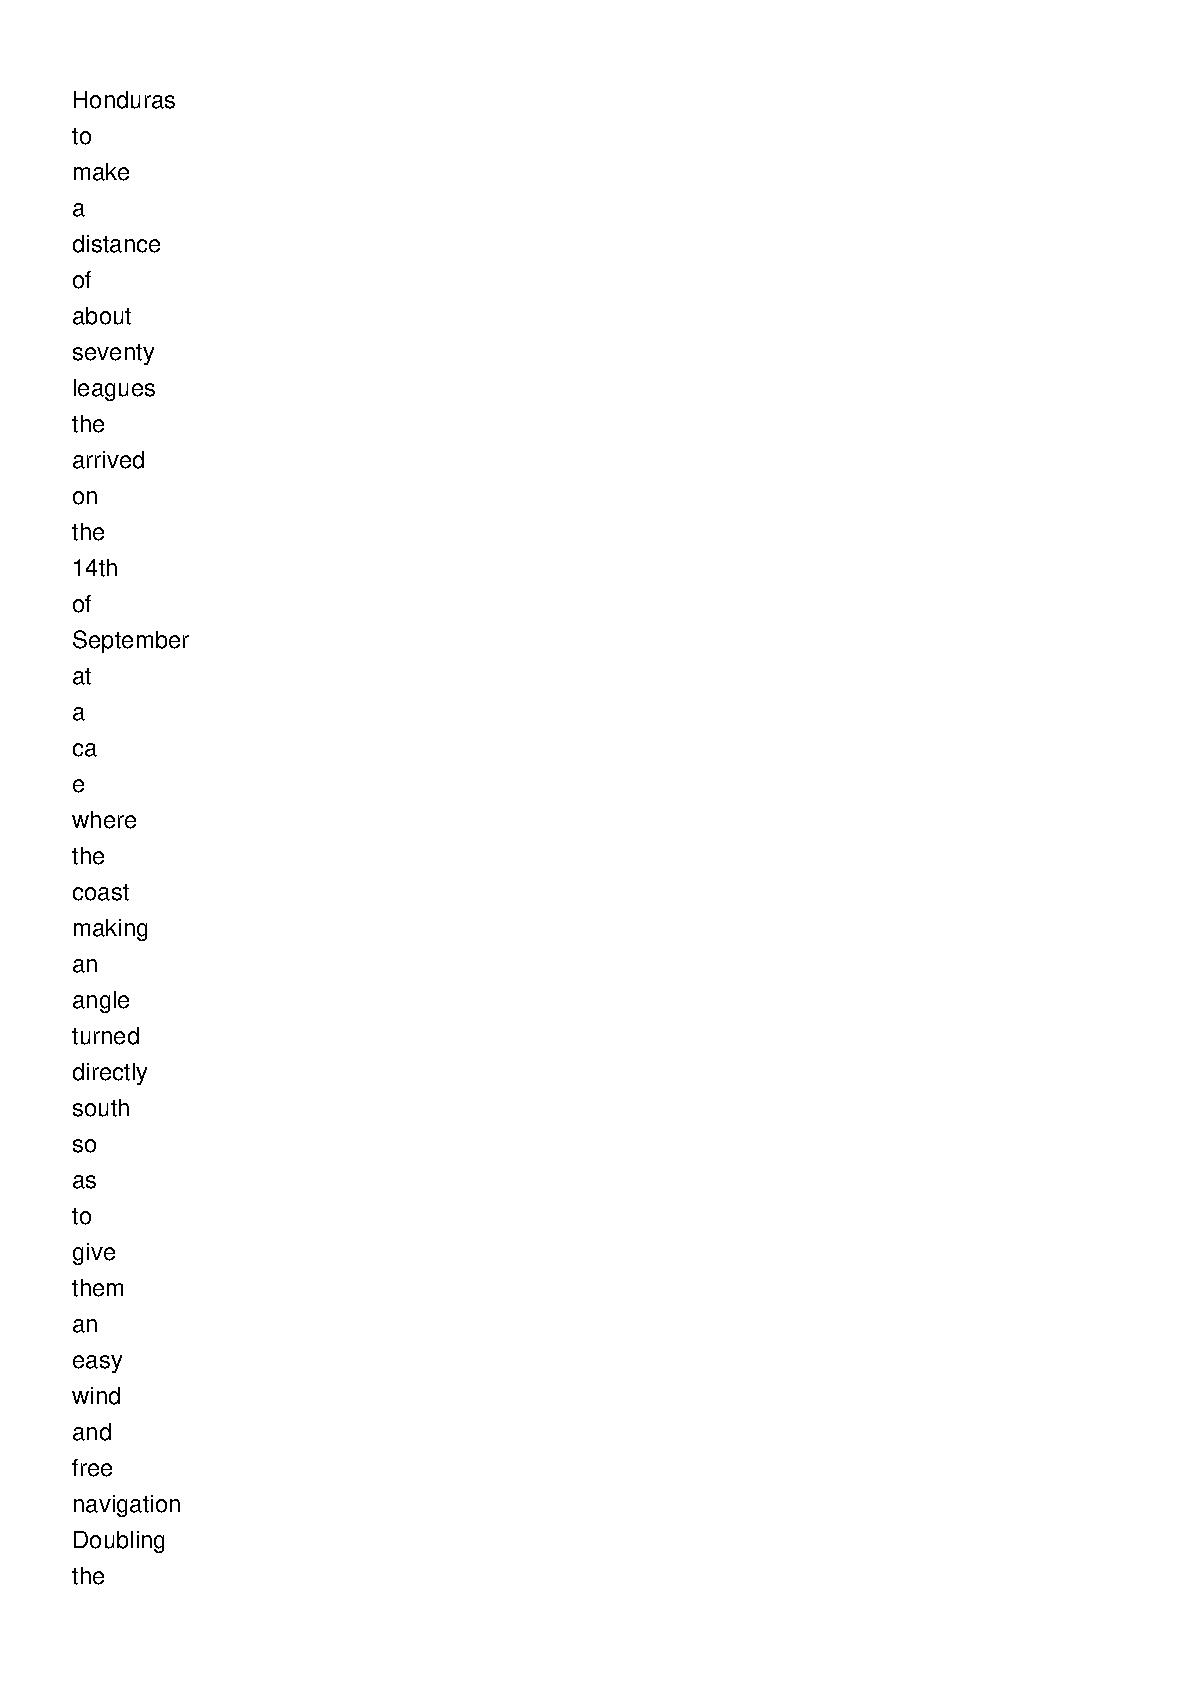 Honduras
to
make
a
distance
of
about
seventy
leagues
the
arrived
on
the
14th
of
September
at
a
ca
e
where
the
coast
making
an
angle
turned
directly
south
so
as
to
give
them
an
easy
wind
and
free
navigation
Doubling
the